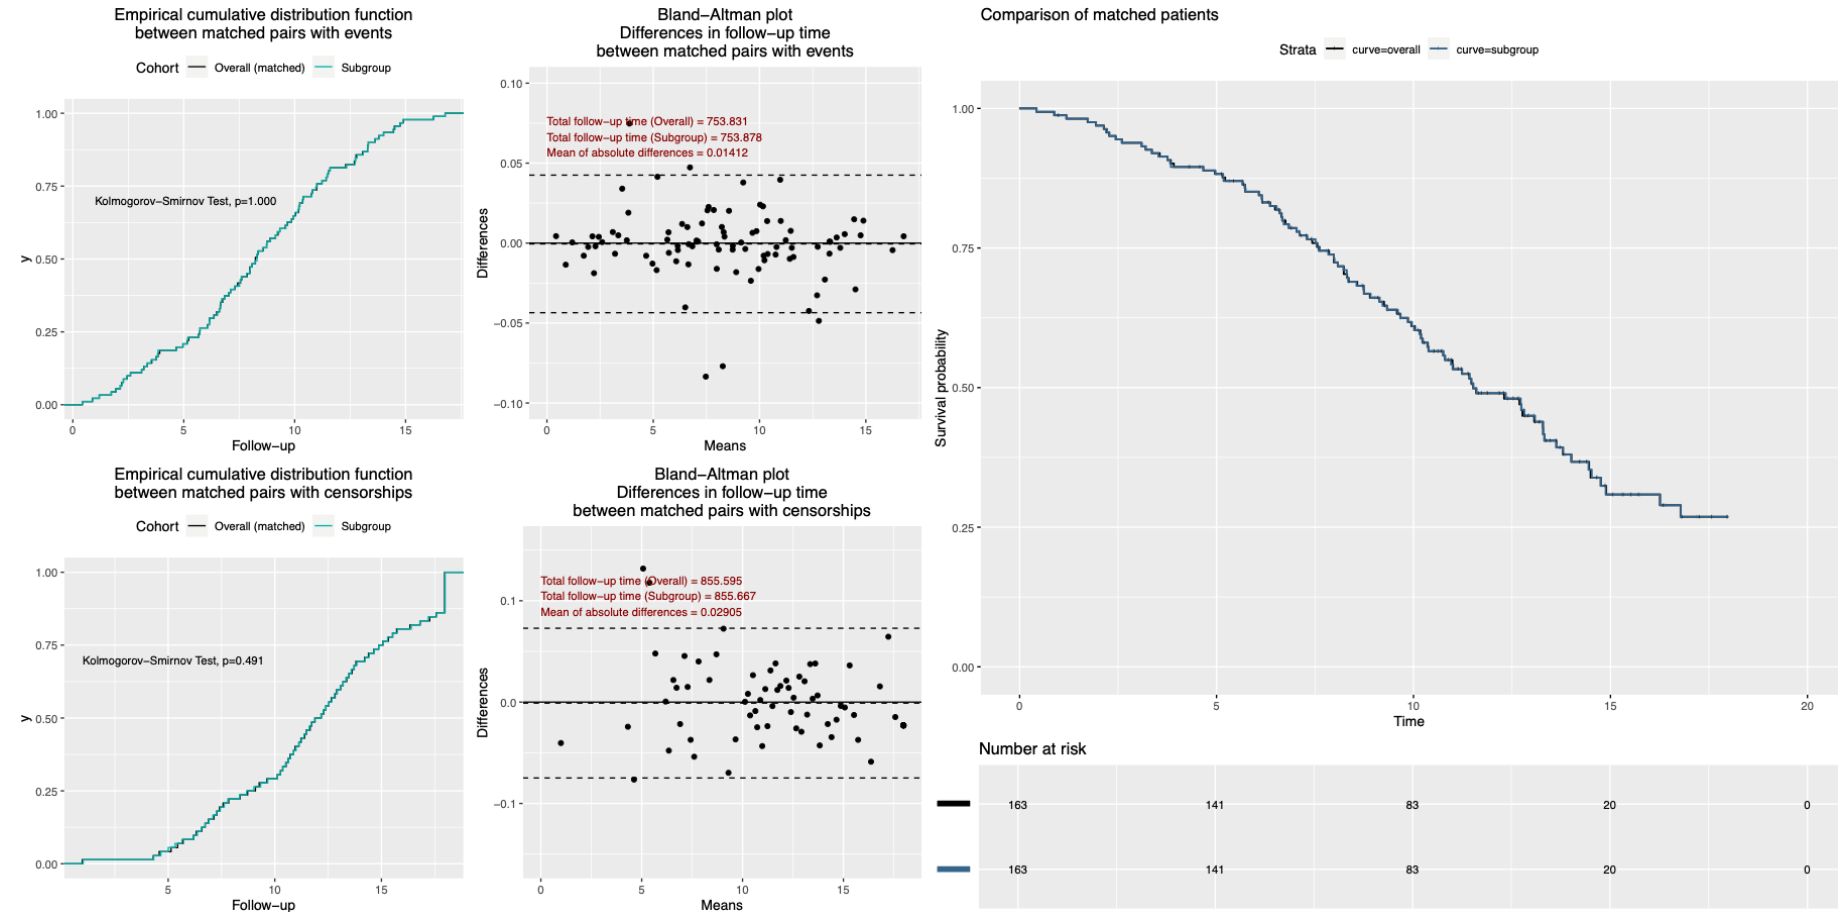 Empirical cumulative distribution function
between matched pairs with events
Cohort Overall (matched) Subgroup
1.00
0.75
0.50
0.25
0.00
y
Kolmogorov−Smirnov Test, p=1.000
0 5 10 15
Follow−up
Bland−Altman plot
Differences in follow−up time
between matched pairs with events
0.10
0.05
0.00
−0.05
−0.10
Differences
Total follow−up time (Overall) = 753.831
Total follow−up time (Subgroup) = 753.878
Mean of absolute differences = 0.01412
0 5 10 15
Means
Empirical cumulative distribution function
between matched pairs with censorships
Cohort Overall (matched) Subgroup
1.00
0.75
0.50
0.25
0.00
y
Kolmogorov−Smirnov Test, p=0.491
5 10 15
Follow−up
Bland−Altman plot
Differences in follow−up time
between matched pairs with censorships
0.1
0.0
−0.1
Differences
Total follow−up time (Overall) = 855.595
Total follow−up time (Subgroup) = 855.667
Mean of absolute differences = 0.02905
0 5 10 15
Means
Comparison of matched patients
Strata curve=overall curve=subgroup
1.00
0.75
0.50
0.25
0.00
Survival probability
0 5 10 15 20
Time
Number at risk
163 141 83 20 0
163 141 83 20 0